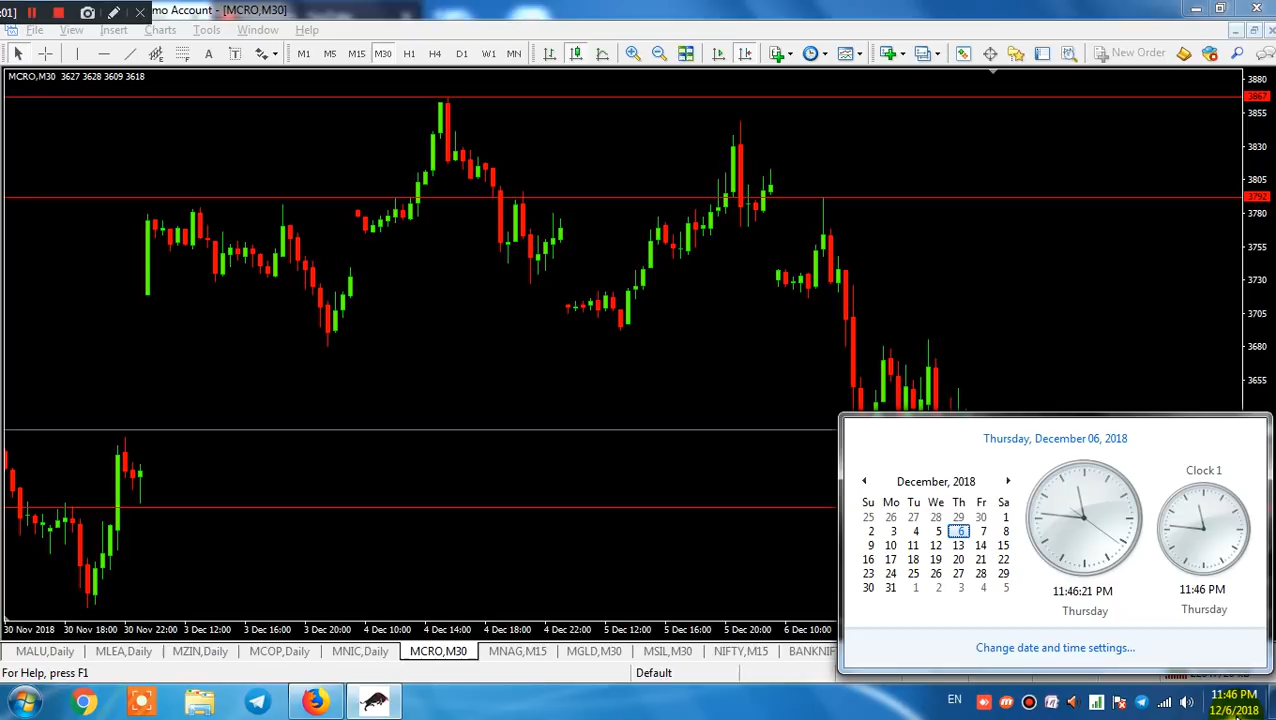 :01
mo Account - [MCRO,M30]
File View Insert Charts Tools Window Help
A T M1 M5 M15 M30 H1 H4 D1 W1 MN New Order
MCRO,M30 3627 3628 3609 3618
3880
3867
3855
3830
3805
3792
3780
3755
3730
3705
3680
3655
Thursday, December 06, 2018
Clock 1
December, 2018
Su Mo Tu We Th Fr Sa
25 26 27 28 29 30 1
2 3 4 5 6 7 8
9 10 11 12 13 14 15
16 17 18 19 20 21 22
23 24 25 26 27 28 29
30 31 1 2 3 4 5
11:46:21 PM
Thursday
11:46 PM
Thursday
Change date and time settings...
30 Nov 2018 30 Nov 18:00 30 Nov 22:00 3 Dec 12:00 3 Dec 16:00 3 Dec 20:00 4 Dec 10:00 4 Dec 14:00 4 Dec 18:00 4 Dec 22:00 5 Dec 12:00 5 Dec 16:00 5 Dec 20:00 6 Dec 10:00
MALU,Daily MLEA,Daily MZIN,Daily MCOP,Daily MNIC,Daily MCRO,M30 MNAG,M15 MGLD,M30 MSIL,M30 NIFTY,M15 BANKNIF
For Help, press F1
Default
EN
11:46 PM
12/6/2018